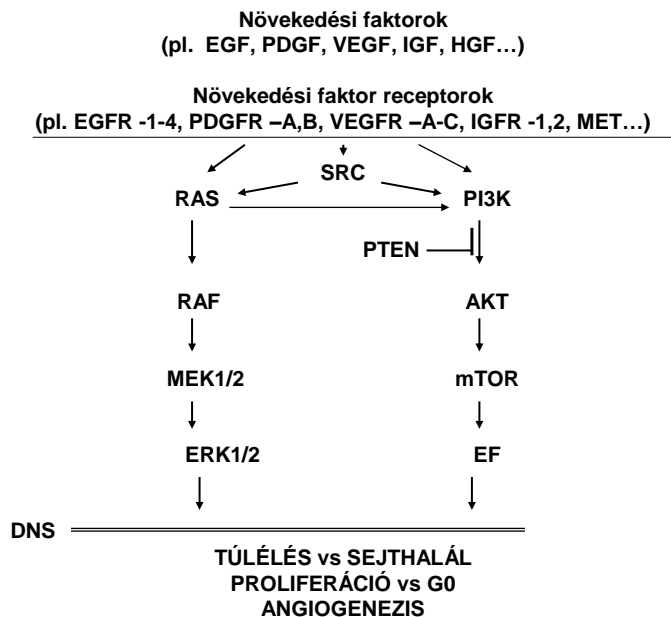 Növekedési faktorok
(pl. EGF, PDGF, VEGF, IGF, HGF…)
Növekedési faktor receptorok
(pl. EGFR -1-4, PDGFR –A,B, VEGFR –A-C, IGFR -1,2, MET…)
SRC
RAS PI3K
PTEN
RAF AKT
MEK1/2 mTOR
ERK1/2 EF
DNS
TÚLÉLÉS vs SEJTHALÁL
PROLIFERÁCIÓ vs G0
ANGIOGENEZIS